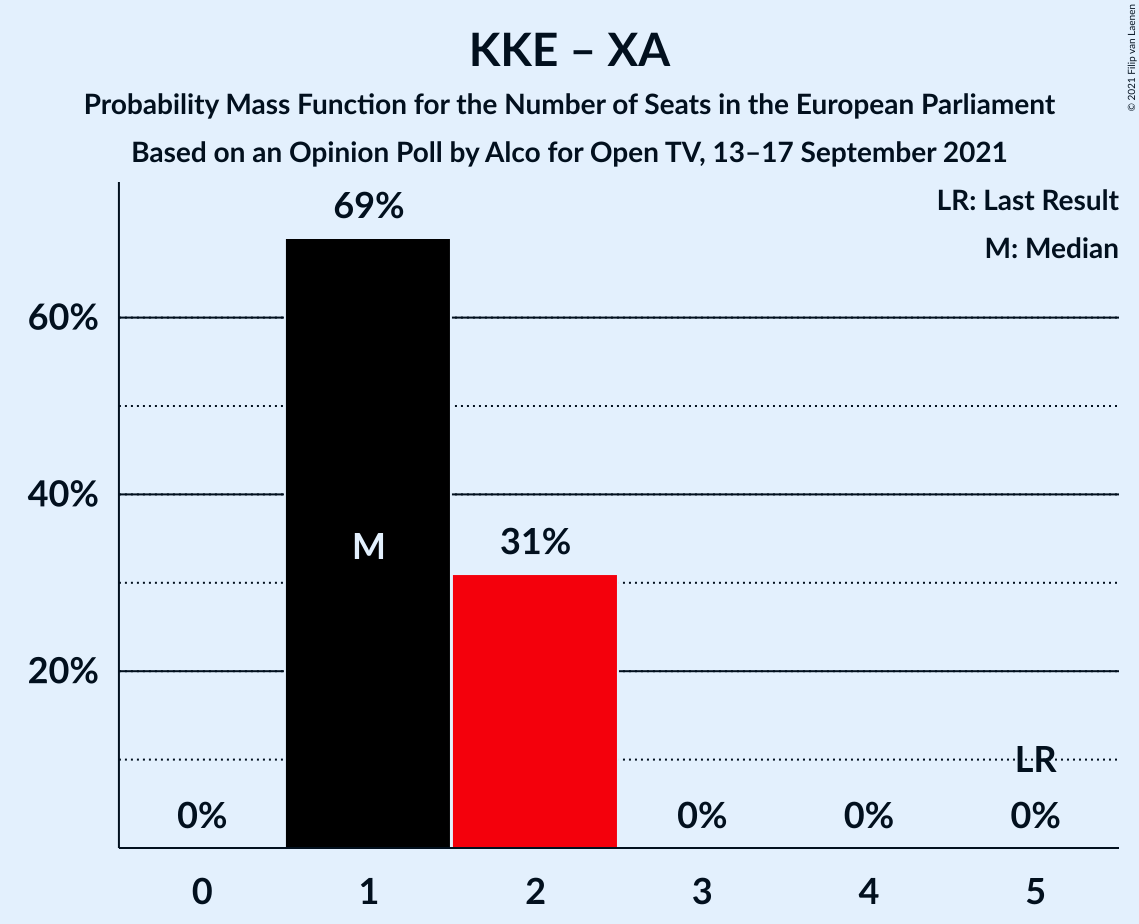 KKE – XA
Probability Mass Function for the Number of Seats in the European Parliament
Based on an Opinion Poll by Alco for Open TV, 13–17 September 2021
© 2021 Filip van Laenen
LR: Last Result
M: Median
69%
60%
40%
M
31%
20%
LR
0%
0%
0%
0%
0
1
2
3
4
5